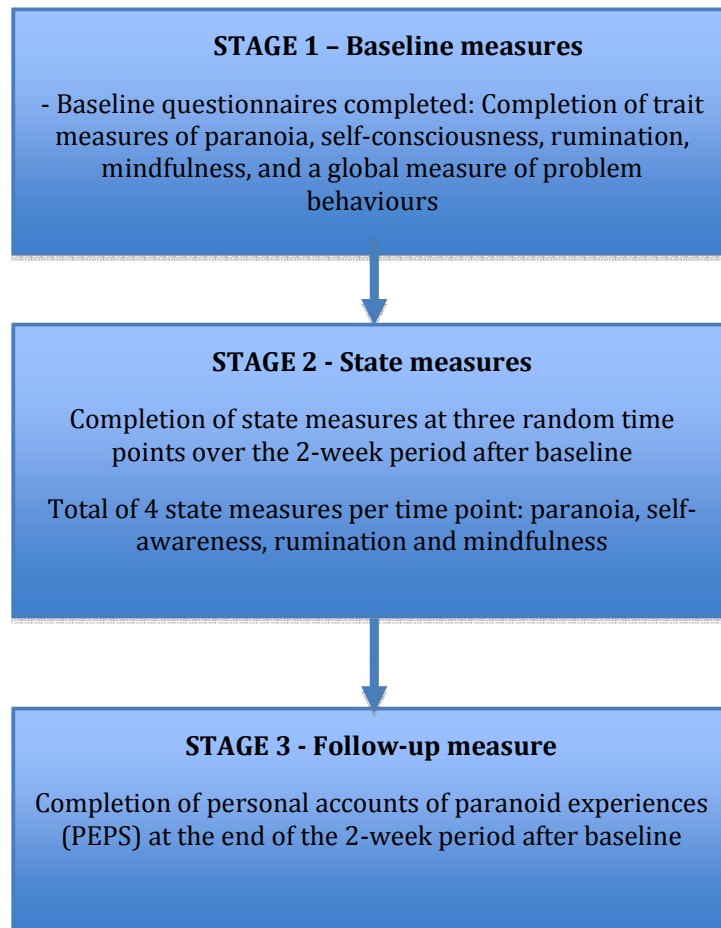 STAGE 1 – Baseline measures
- Baseline questionnaires completed: Completion of trait
measures of paranoia, self-consciousness, rumination,
mindfulness, and a global measure of problem
behaviours
STAGE 2 - State measures
Completion of state measures at three random time
points over the 2-week period after baseline
Total of 4 state measures per time point: paranoia, self-
awareness, rumination and mindfulness
STAGE 3 - Follow-up measure
Completion of personal accounts of paranoid experiences
(PEPS) at the end of the 2-week period after baseline